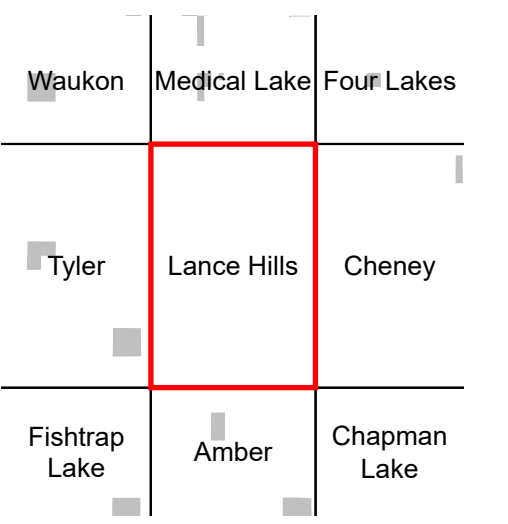 Waukon
Medical Lake
Four Lakes
Tyler
Lance Hills
Cheney
Fishtrap
Lake
Amber
Chapman
Lake